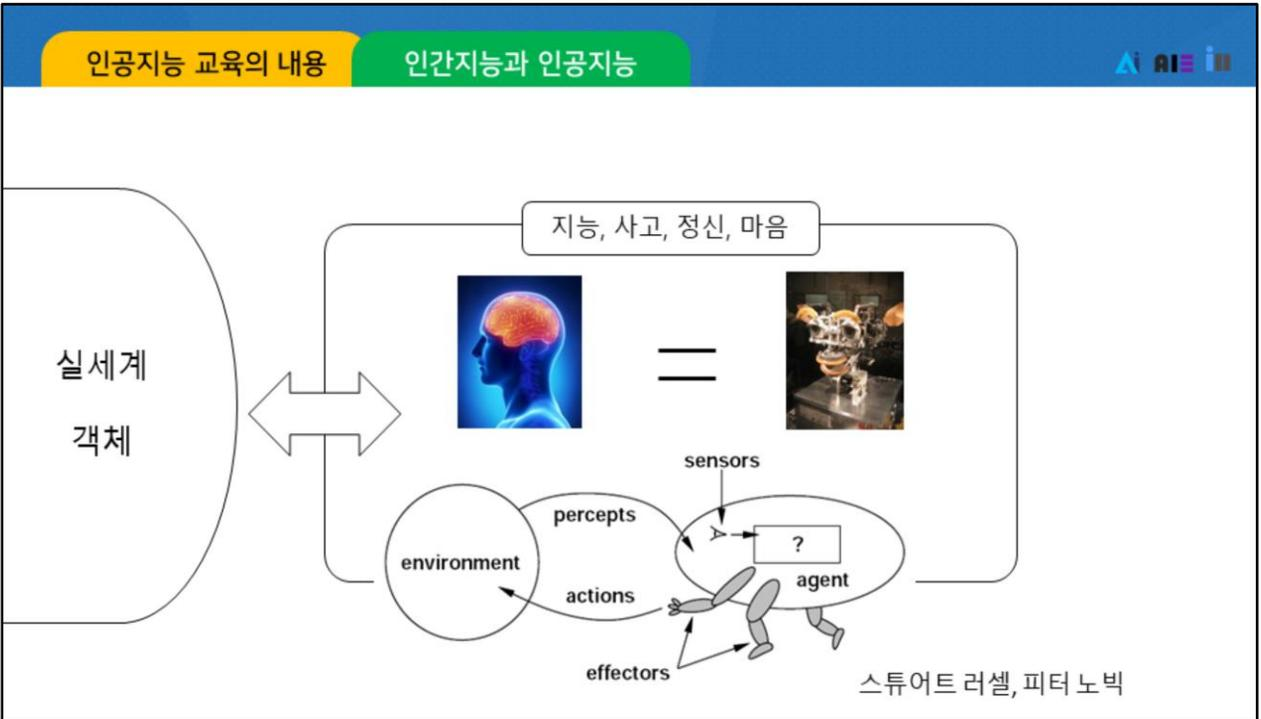 인공지능 교육의 내용
인간지능과 인공지능
Ai AIE
지능, 사고, 정신, 마음
실세계
객체
sensors
percepts
?
environment
agent
actions
effectors
스튜어트 러셀, 피터 노빅